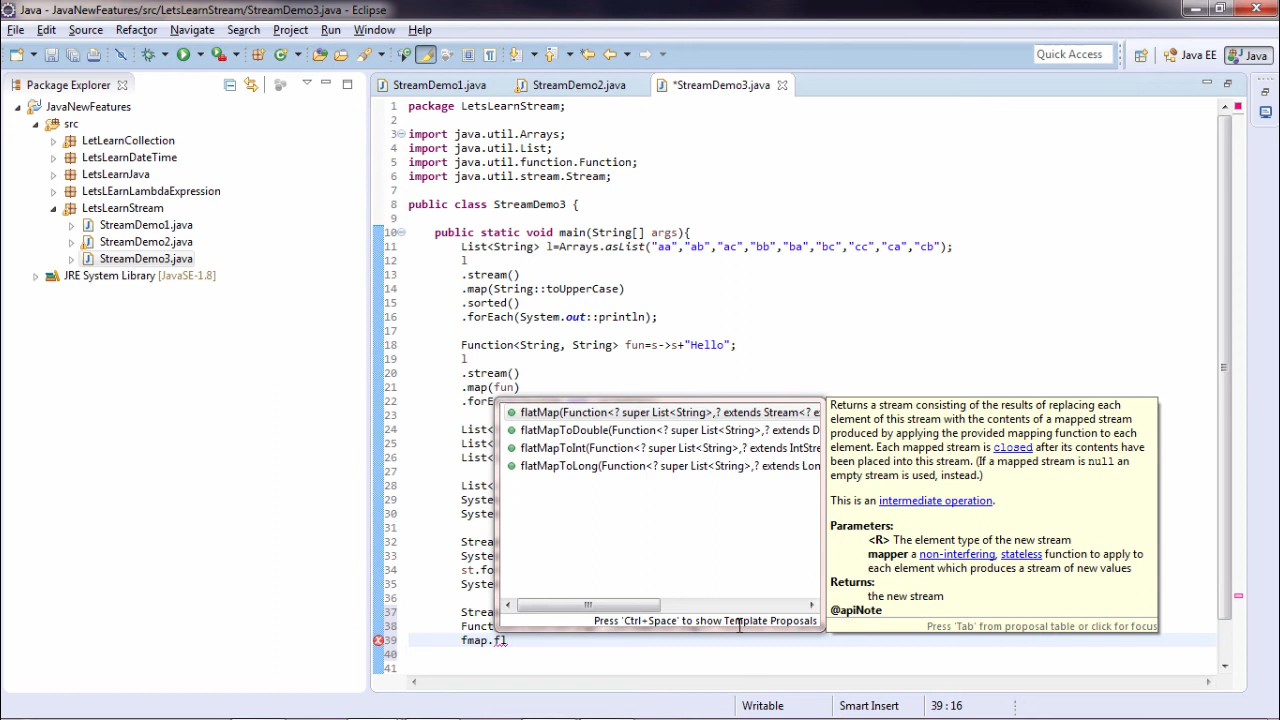 Java - JavaNewFeatures/src/LetsLearnStream/StreamDemo3.java - Eclipse
File Edit Source Refactor Navigate Search Project Run Window Help
Quick Access
Java EE
Java
Package Explorer
StreamDemo1.java
StreamDemo2.java
*StreamDemo3.java
JavaNewFeatures
src
LetLearnCollection
LetsLearnDateTime
LetsLearnJava
LetsLEarnLambdaExpression
LetsLearnStream
StreamDemo1.java
StreamDemo2.java
StreamDemo3.java
JRE System Library [JavaSE-1.8]
1 package LetsLearnStream;
2
3 import java.util.Arrays;
4 import java.util.List;
5 import java.util.function.Function;
6 import java.util.stream.Stream;
7
8 public class StreamDemo3 {
9
10 public static void main(String[] args){
11 List<String> l=Arrays.asList("aa","ab","ac","bb","ba","bc","cc","ca","cb");
12 l
13 .stream()
14 .map(String::toUpperCase)
15 .sorted()
16 .forEach(System.out::println);
17
18 Function<String, String> fun=s->s+"Hello";
19 l
20 .stream()
21 .map(fun)
22 .forE
23
24 List<
25 List<
26 List<
27
28 List<
29 Syste
30 Syste
31
32 Strea
33 Syste
34 st.fo
35 Syste
36
37 Strea
38 Funct
39 fmap.fl
40
41
flatMap(Function<? super List<String>,? extends Stream<? e
flatMapToDouble(Function<? super List<String>,? extends D
flatMapToInt(Function<? super List<String>,? extends IntStre
flatMapToLong(Function<? super List<String>,? extends Lon
Press 'Ctrl+Space' to show Template Proposals
Returns a stream consisting of the results of replacing each
element of this stream with the contents of a mapped stream
produced by applying the provided mapping function to each
element. Each mapped stream is closed after its contents have
been placed into this stream. (If a mapped stream is null an
empty stream is used, instead.)
This is an intermediate operation.
Parameters:
<R> The element type of the new stream
mapper a non-interfering, stateless function to apply to
each element which produces a stream of new values
Returns:
the new stream
@apiNote
Press 'Tab' from proposal table or click for focus
Writable
Smart Insert
39 : 16